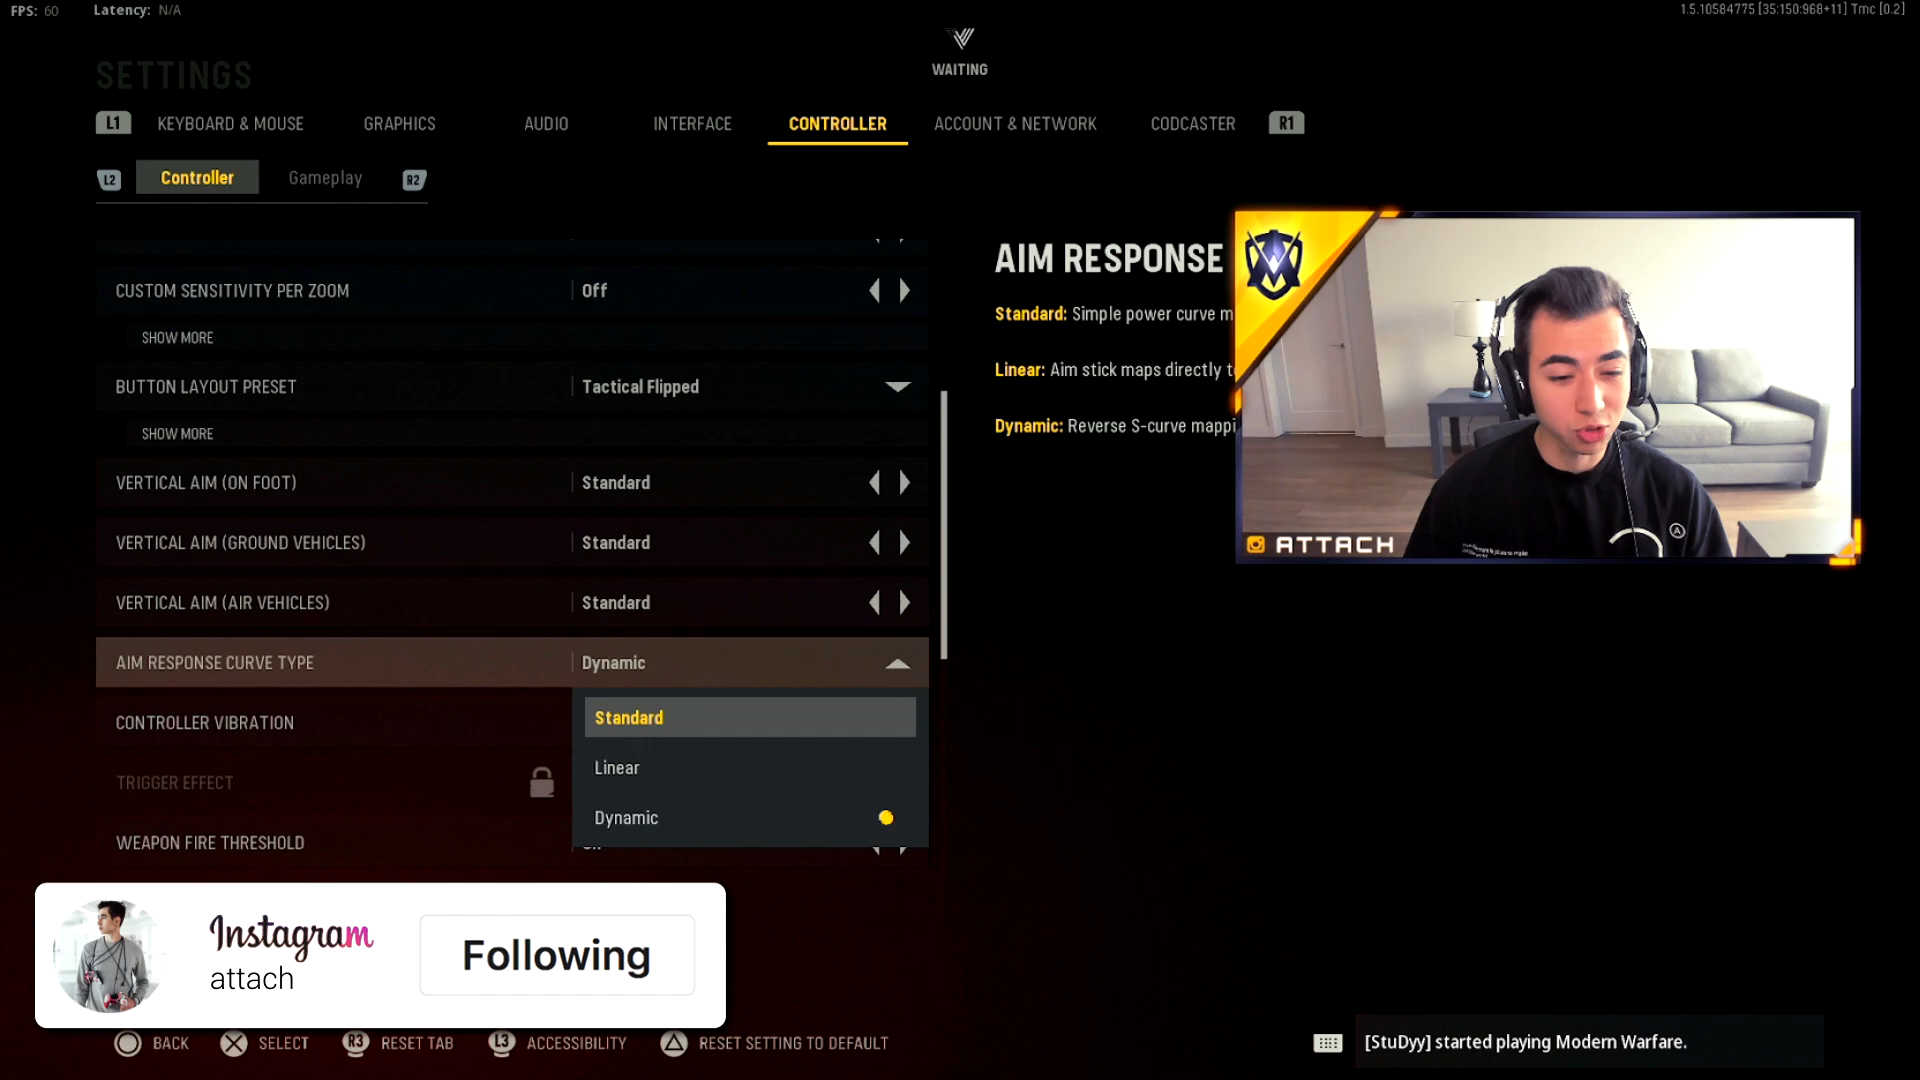 FPS: 60 Latency: N/A
1.5.10584775 [35:150:968+11] Tmc [0.2]
WAITING
SETTINGS
L1 KEYBOARD & MOUSE GRAPHICS AUDIO INTERFACE CONTROLLER ACCOUNT & NETWORK CODCASTER R1
L2 Controller Gameplay R2
CUSTOM SENSITIVITY PER ZOOM Off
SHOW MORE
BUTTON LAYOUT PRESET Tactical Flipped
SHOW MORE
VERTICAL AIM (ON FOOT) Standard
VERTICAL AIM (GROUND VEHICLES) Standard
VERTICAL AIM (AIR VEHICLES) Standard
AIM RESPONSE CURVE TYPE Dynamic
Standard
CONTROLLER VIBRATION
Linear
TRIGGER EFFECT
Dynamic
WEAPON FIRE THRESHOLD
AIM RESPONSE
Standard: Simple power curve m
Linear: Aim stick maps directly t
Dynamic: Reverse S-curve mappi
ATTACH
Instagram
attach
Following
BACK SELECT R3 RESET TAB L3 ACCESSIBILITY RESET SETTING TO DEFAULT
[StuDyy] started playing Modern Warfare.